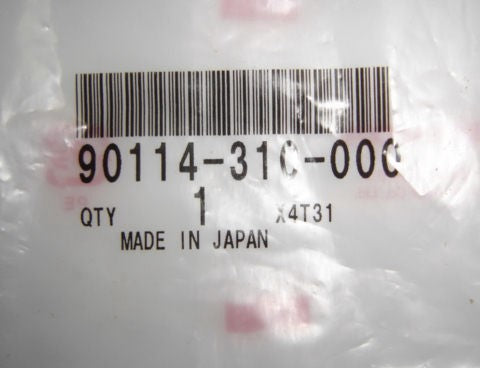 90114-31C-000
QTY 1 X4T31
MADE IN JAPAN